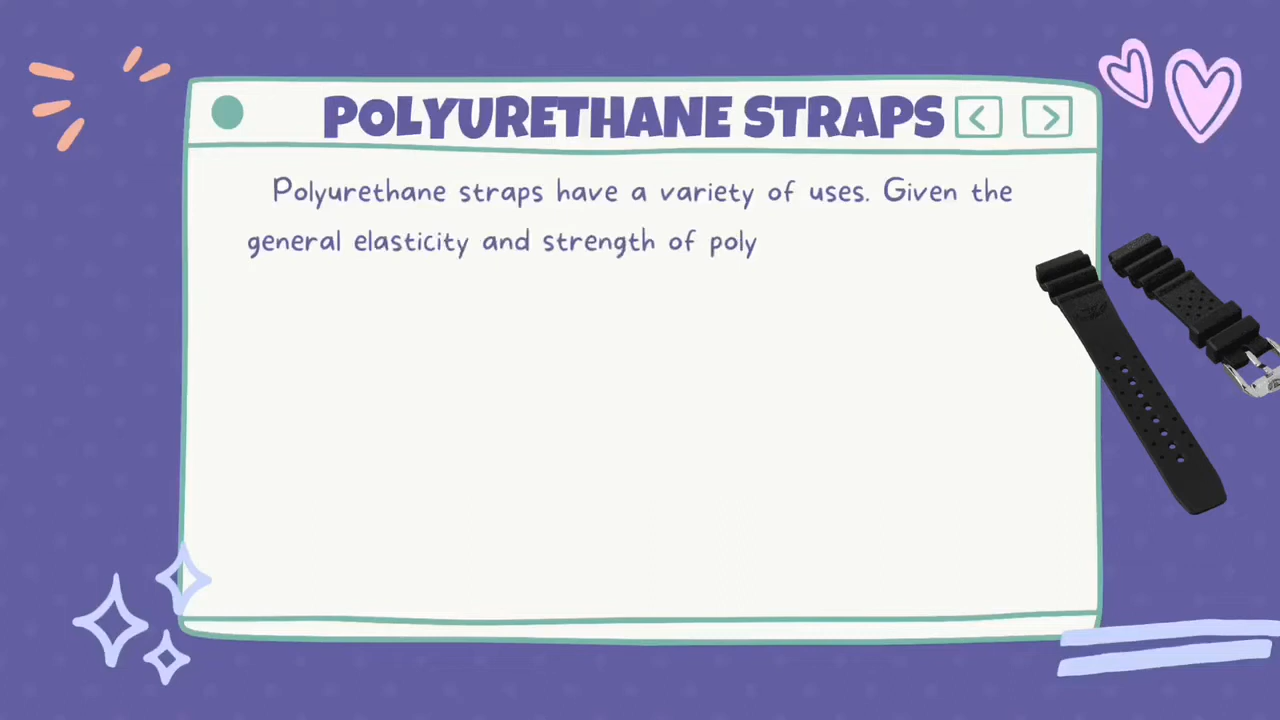 POLYURETHANE STRAPS
Polyurethane straps have a variety of uses. Given the
general elasticity and strength of poly